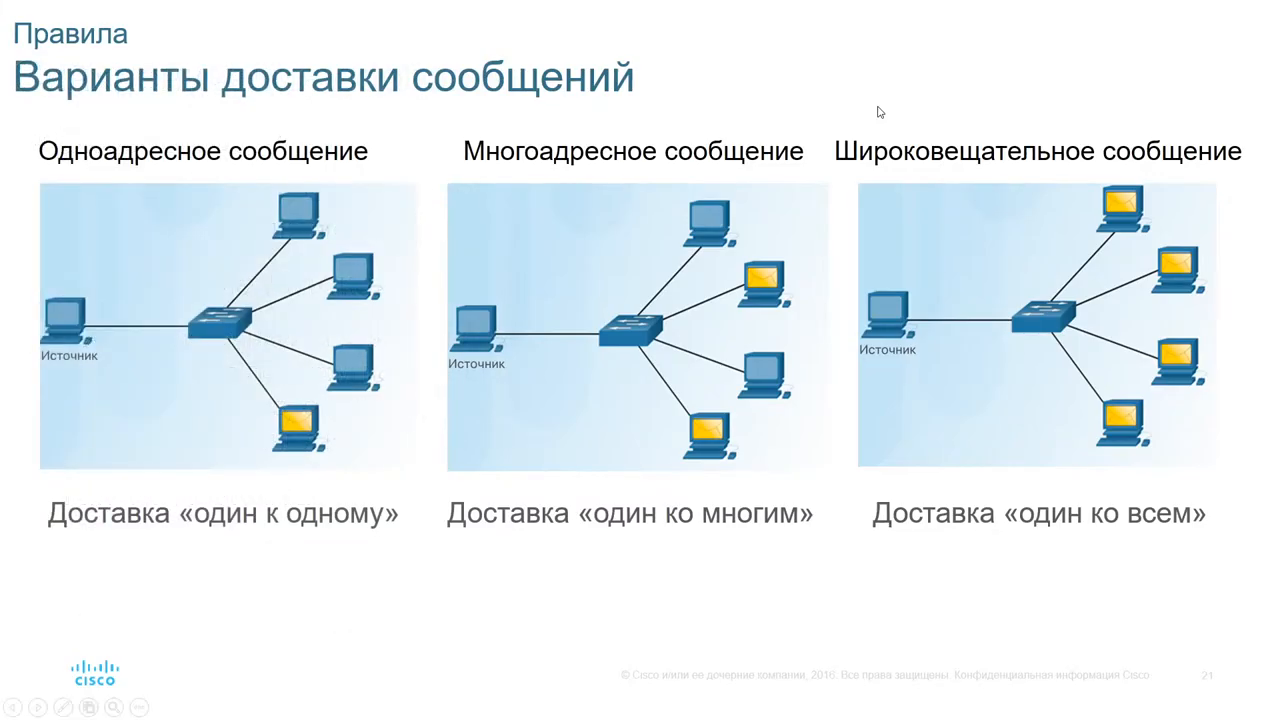 Правила
Варианты доставки сообщений
Одноадресное сообщение
Многоадресное сообщение
Широковещательное сообщение
Источник
Источник
Источник
Доставка «один к одному»
Доставка «один ко многим»
Доставка «один ко всем»
CISCO
© Cisco и/или ее дочерние компании, 2016. Все права защищены. Конфиденциальная информация Cisco
21